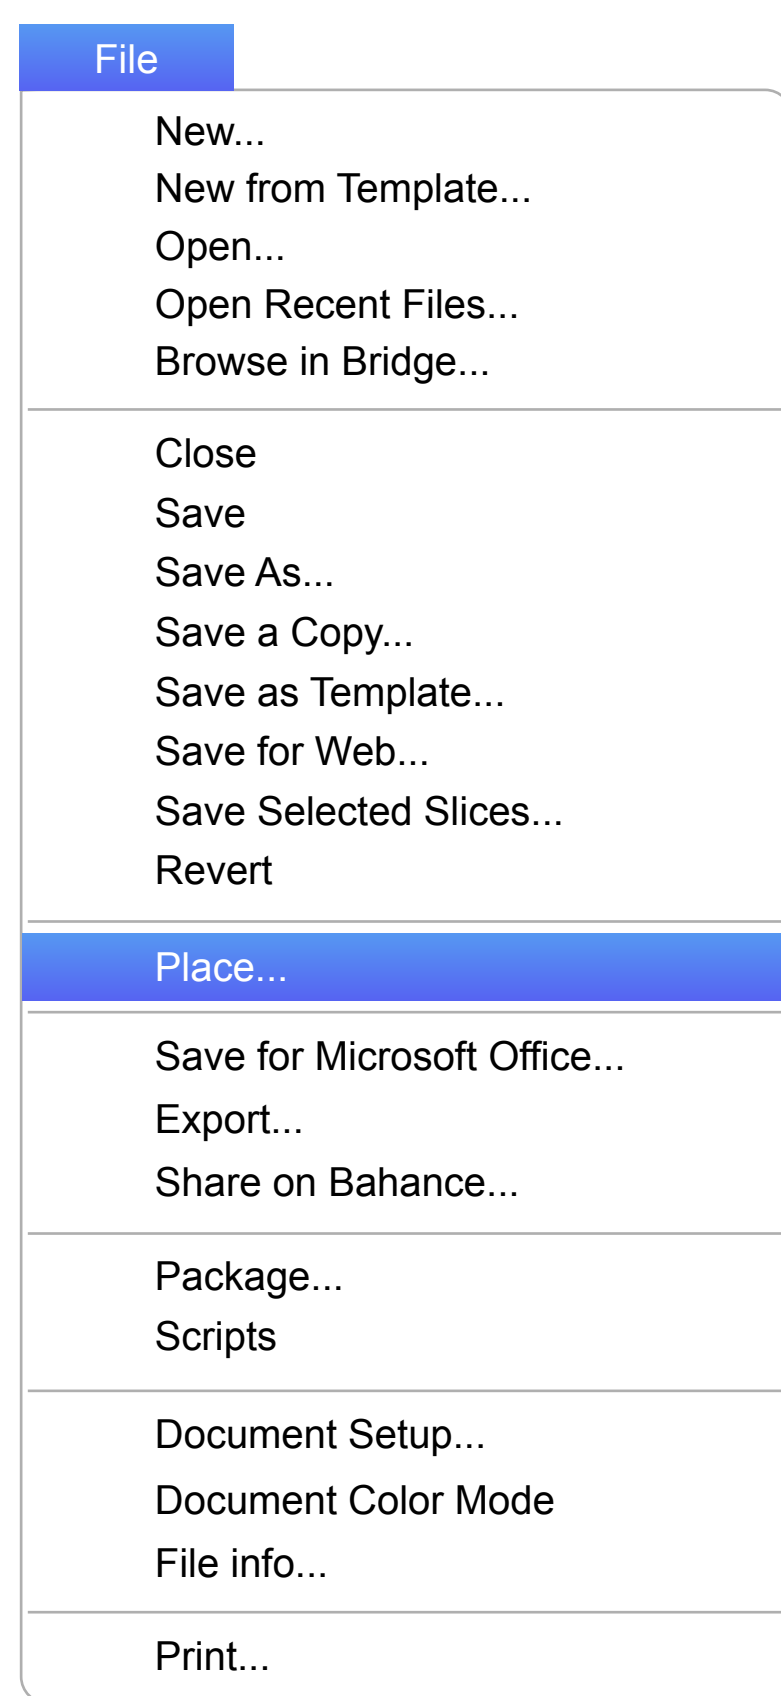 File
New...
New from Template...
Open...
Open Recent Files...
Browse in Bridge...
Close
Save
Save As...
Save a Copy...
Save as Template...
Save for Web...
Save Selected Slices...
Revert
Place...
Save for Microsoft Office...
Export...
Share on Bahance...
Package...
Scripts
Document Setup...
Document Color Mode
File info...
Print...